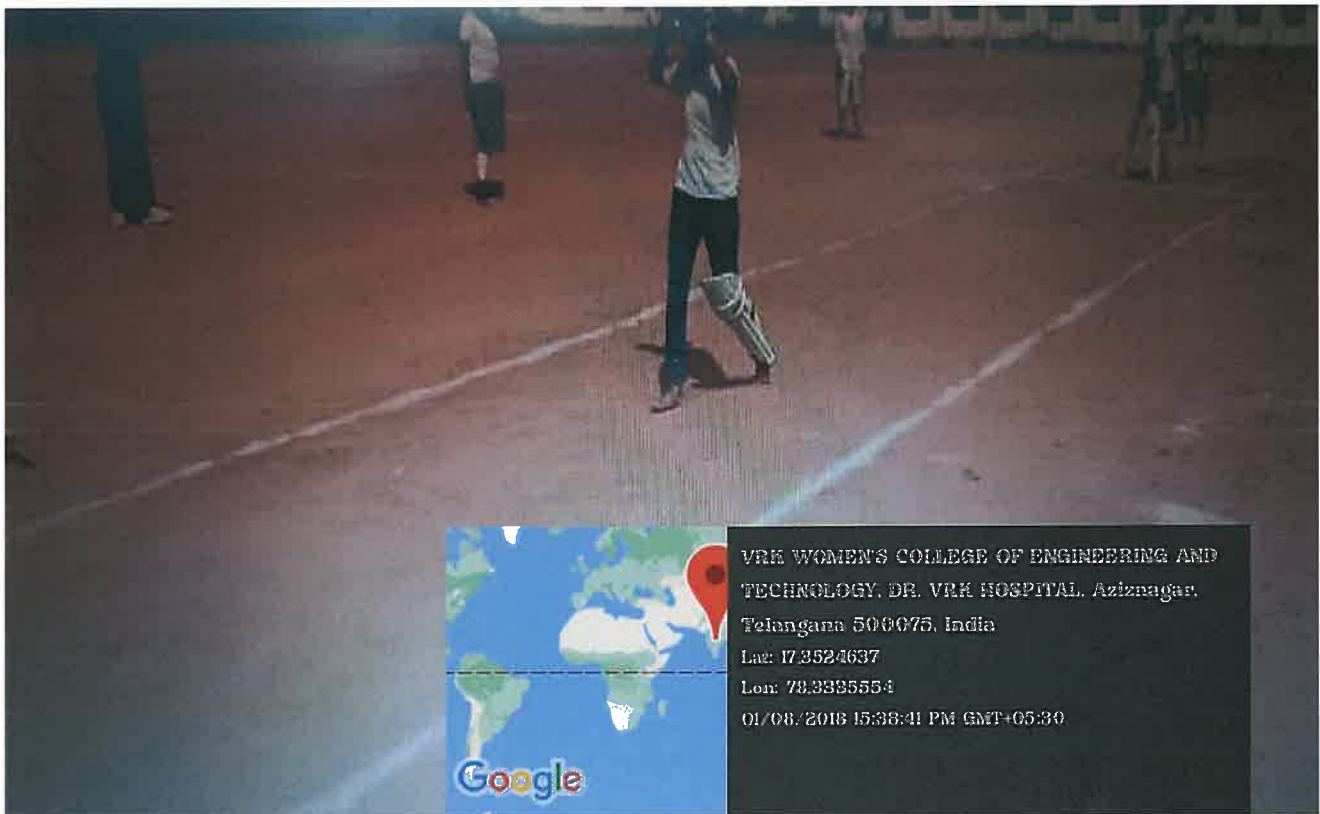 VRK WOMEN'S COLLEGE OF ENGINEERING AND
TECHNOLOGY, DR. VRK HOSPITAL, Aziznagar,
Telangana 500075, India
Lat: 17.3524637
Lon: 78.3335554
01/08/2018 15:38:41 PM GMT+05:30
Google